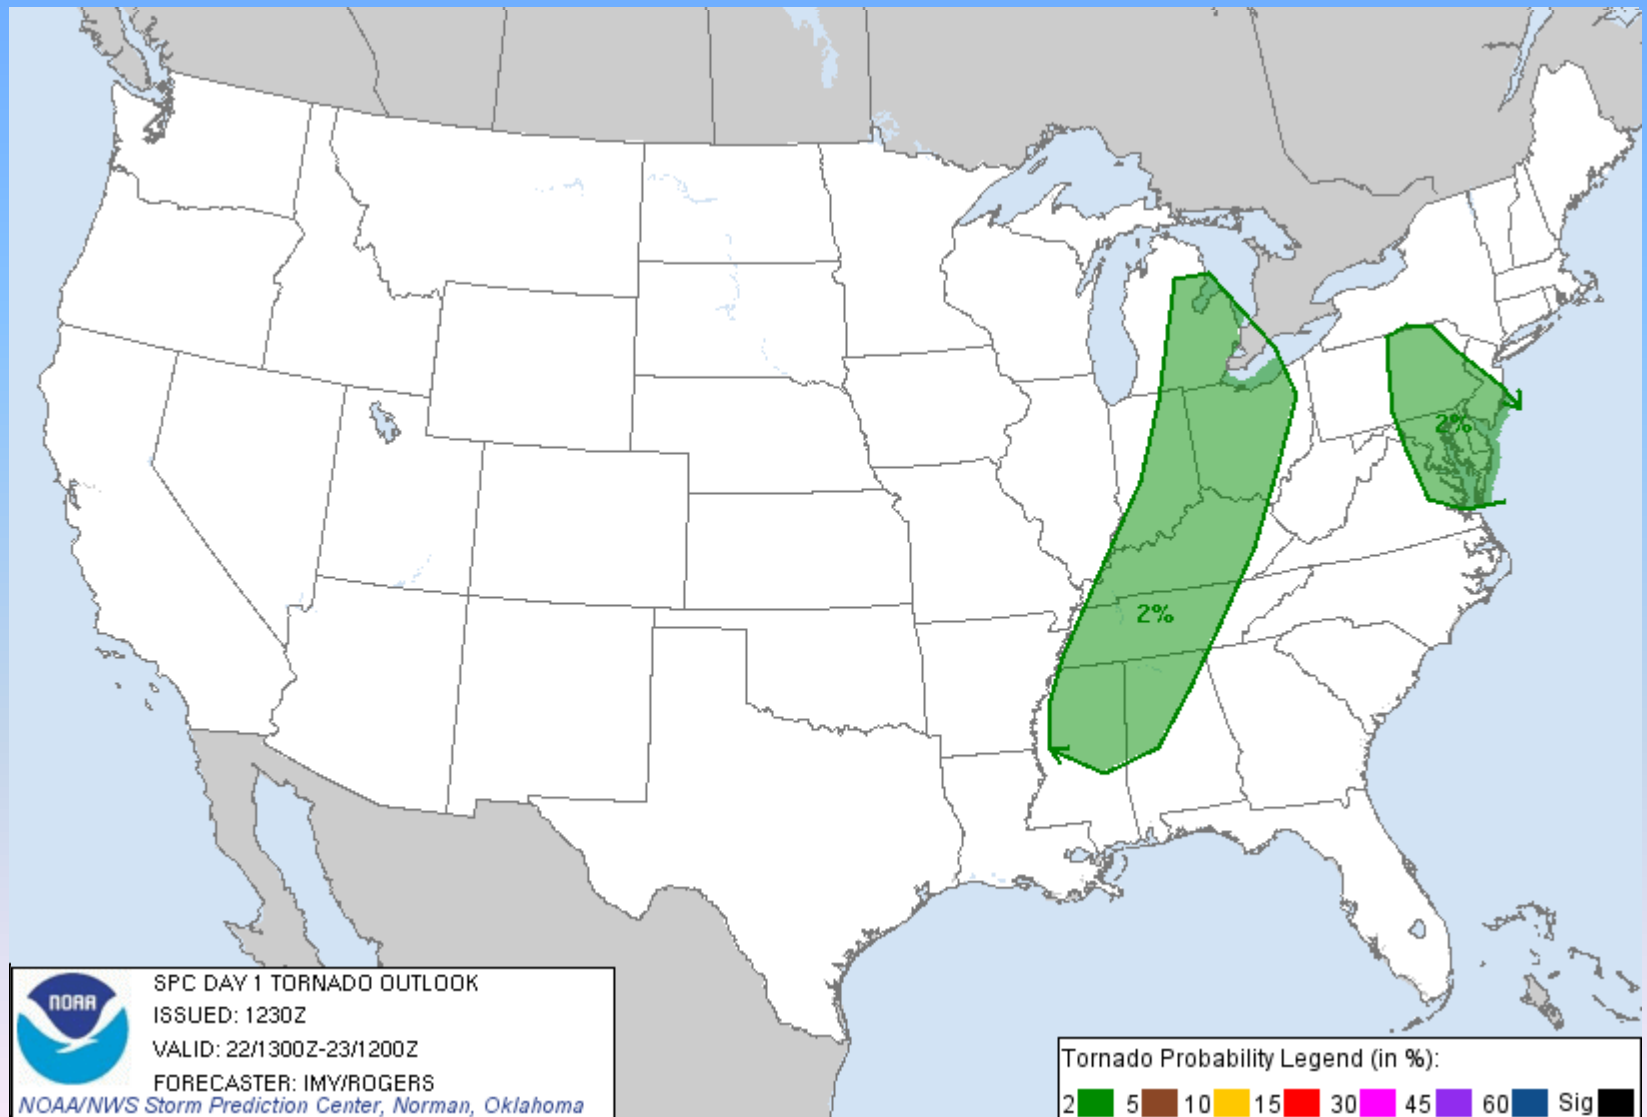 2%
2%
NOAA
SPC DAY 1 TORNADO OUTLOOK
ISSUED: 1230Z
VALID: 22/1300Z-23/1200Z
FORECASTER: IMV/ROGERS
NOAA/NWS Storm Prediction Center, Norman, Oklahoma
Tornado Probability Legend (in %):
2 5 10 15 30 45 60 Sig